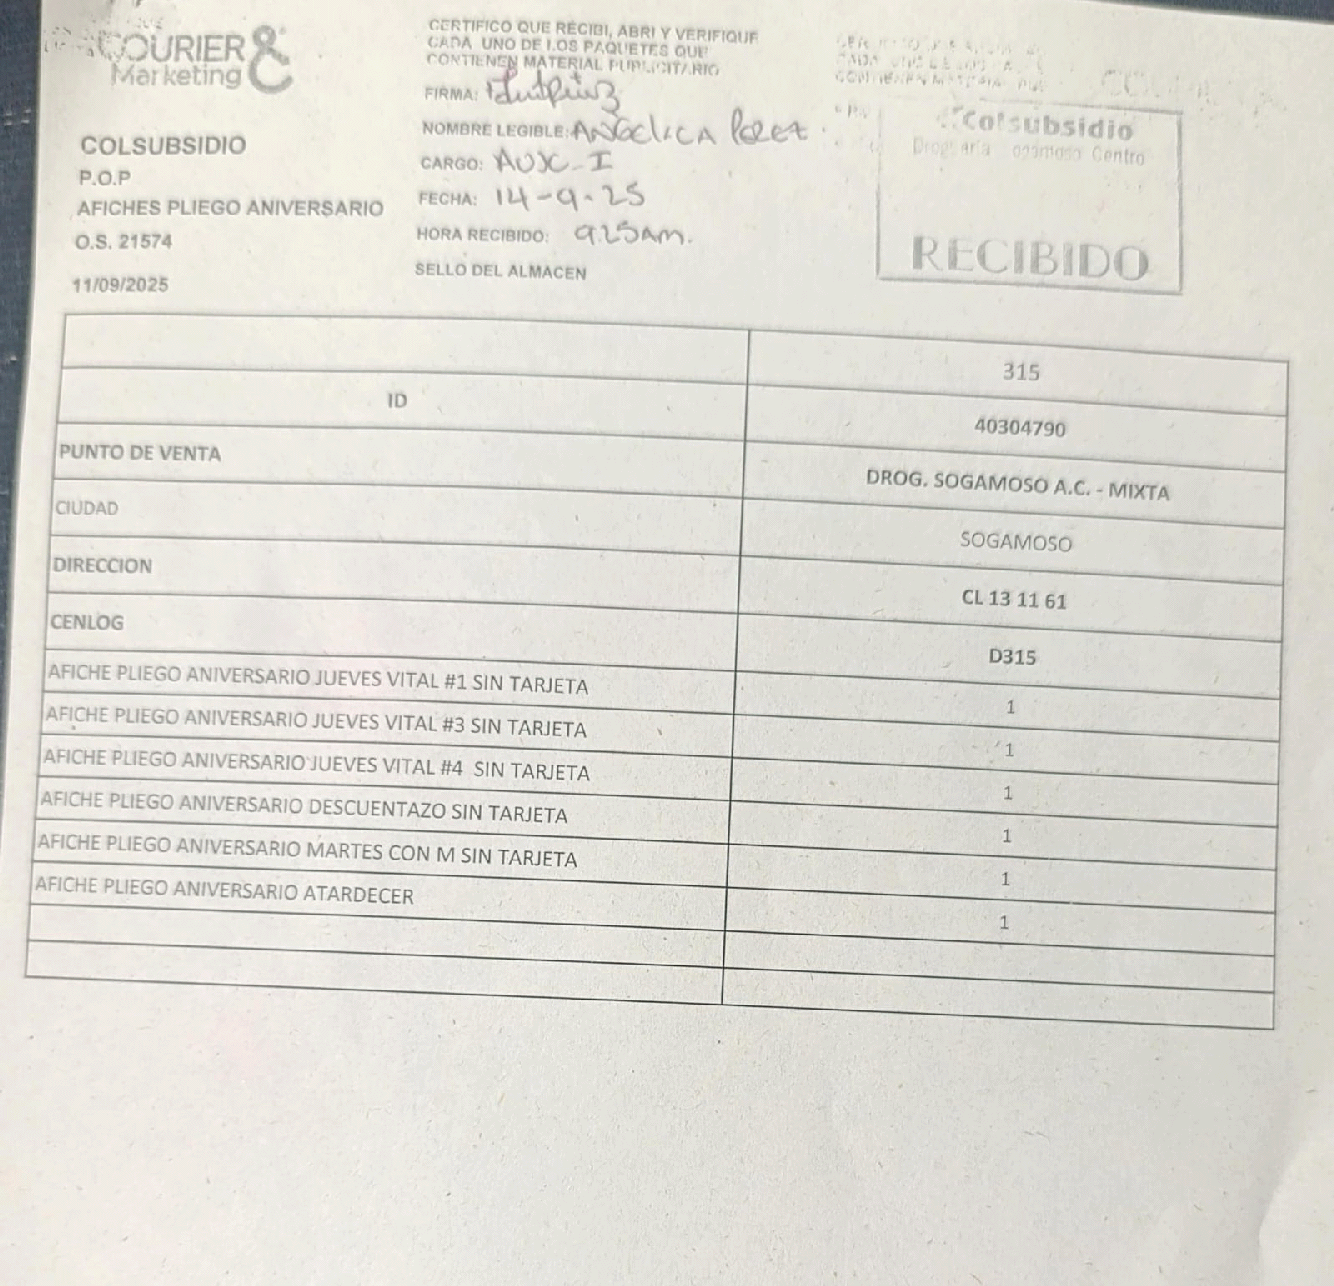 COURIER &
Marketing
COLSUBSIDIO
P.O.P
AFICHES PLIEGO ANIVERSARIO
O.S. 21574
11/09/2025
CERTIFICO QUE RECIBI, ABRI Y VERIFIQUE
CADA UNO DE LOS PAQUETES QUE
CONTIENEN MATERIAL PUBLICITARIO
FIRMA:
NOMBRE LEGIBLE: ANGELICA PEREZ
CARGO: AUX-I
FECHA: 14-9-25
HORA RECIBIDO: 925AM.
SELLO DEL ALMACEN
Colsubsidio
Centro
RECIBIDO
315
ID 40304790
PUNTO DE VENTA DROG. SOGAMOSO A.C. - MIXTA
CIUDAD SOGAMOSO
DIRECCION CL 13 11 61
CENLOG D315
AFICHE PLIEGO ANIVERSARIO JUEVES VITAL #1 SIN TARJETA 1
AFICHE PLIEGO ANIVERSARIO JUEVES VITAL #3 SIN TARJETA 1
AFICHE PLIEGO ANIVERSARIO JUEVES VITAL #4 SIN TARJETA 1
AFICHE PLIEGO ANIVERSARIO DESCUENTAZO SIN TARJETA 1
AFICHE PLIEGO ANIVERSARIO MARTES CON M SIN TARJETA 1
AFICHE PLIEGO ANIVERSARIO ATARDECER 1